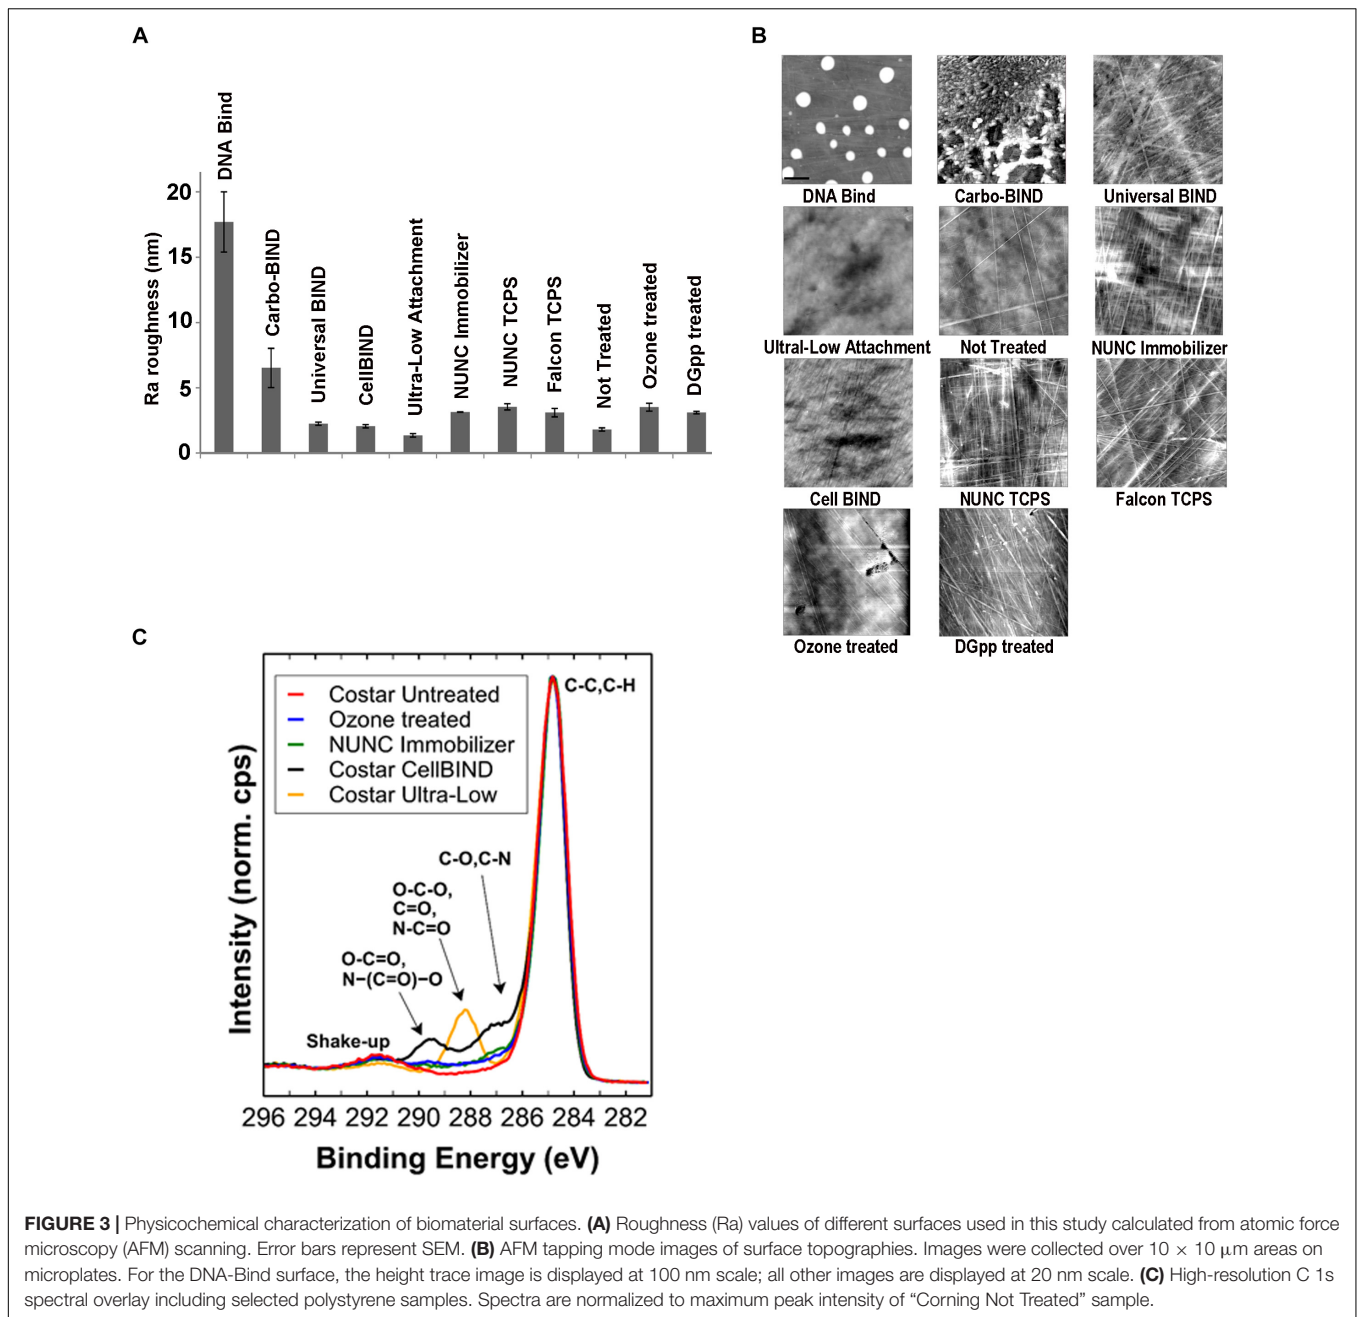 A
DNA Bind
Carbo-BIND
Universal BIND
CellBIND
Ultra-Low Attachment
NUNC Immobilizer
NUNC TCPS
Falcon TCPS
Not Treated
Ozone treated
DGpp treated
Ra roughness (nm)
20
15
10
5
0
B
DNA Bind
Carbo-BIND
Universal BIND
Ultral-Low Attachment
Not Treated
NUNC Immobilizer
Cell BIND
NUNC TCPS
Falcon TCPS
Ozone treated
DGpp treated
C
Costar Untreated
Ozone treated
NUNC Immobilizer
Costar CellBIND
Costar Ultra-Low
C-C,C-H
C-O,C-N
O-C-O,
C=O,
N-C=O
O-C=O,
N–(C=O)–O
Shake-up
Intensity (norm. cps)
296 294 292 290 288 286 284 282
Binding Energy (eV)
FIGURE 3 | Physicochemical characterization of biomaterial surfaces. (A) Roughness (Ra) values of different surfaces used in this study calculated from atomic force
microscopy (AFM) scanning. Error bars represent SEM. (B) AFM tapping mode images of surface topographies. Images were collected over 10 × 10 μm areas on
microplates. For the DNA-Bind surface, the height trace image is displayed at 100 nm scale; all other images are displayed at 20 nm scale. (C) High-resolution C 1s
spectral overlay including selected polystyrene samples. Spectra are normalized to maximum peak intensity of “Corning Not Treated” sample.